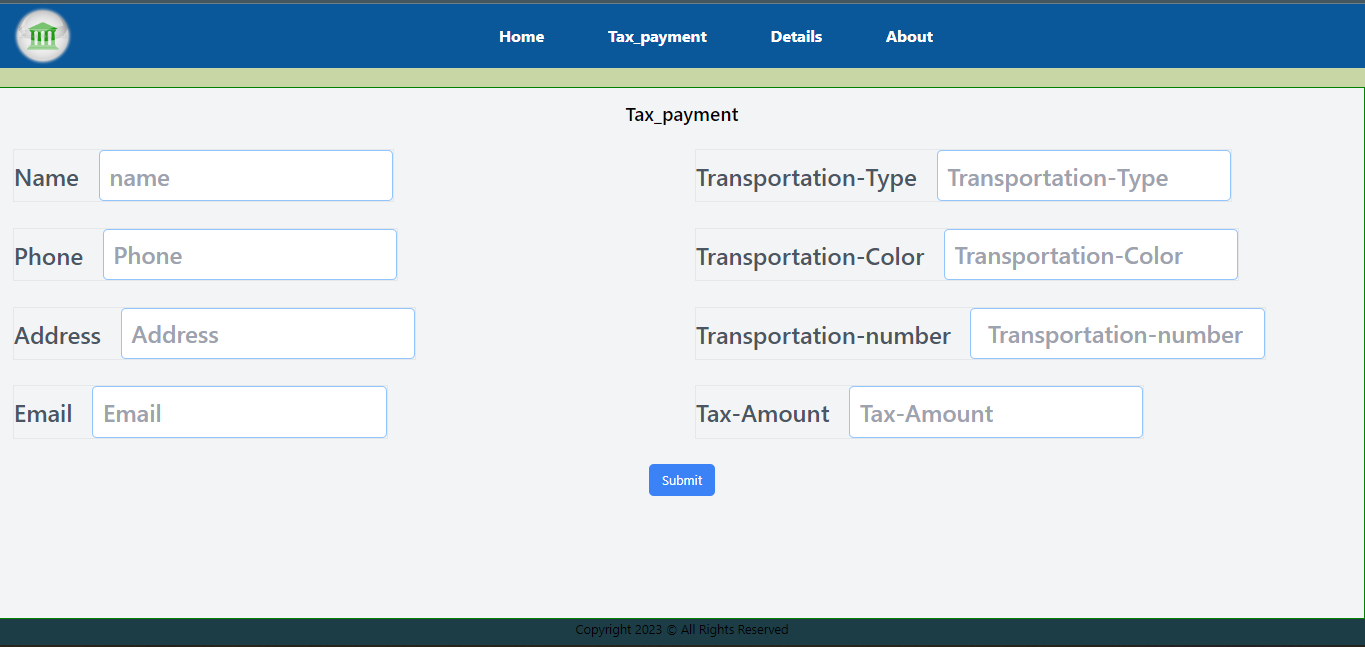 Home Tax_payment Details About
Tax_payment
Name name Transportation-Type Transportation-Type
Phone Phone Transportation-Color Transportation-Color
Address Address Transportation-number Transportation-number
Email Email Tax-Amount Tax-Amount
Submit
Copyright 2023 © All Rights Reserved